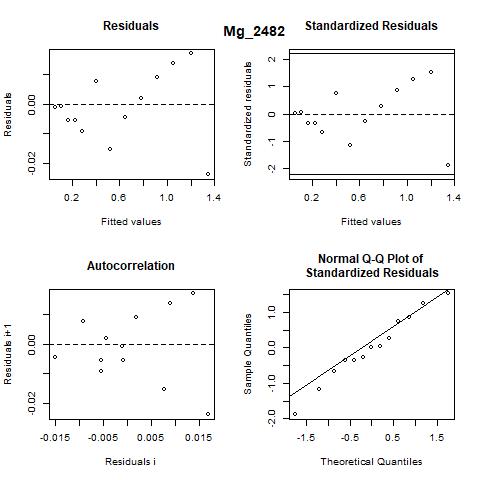 Mg_2482
Residuals
Residuals
0.00
-0.02
0.2
0.6
1.0
1.4
Fitted values
Standardized Residuals
Standardized residuals
2
1
0
-1
-2
0.2
0.6
1.0
1.4
Fitted values
Autocorrelation
Residuals i+1
0.00
-0.02
-0.015
-0.005
0.005
0.015
Residuals i
Normal Q-Q Plot of
Standardized Residuals
Sample Quantiles
1.0
0.0
-1.0
-2.0
-1.5
-0.5
0.5
1.5
Theoretical Quantiles